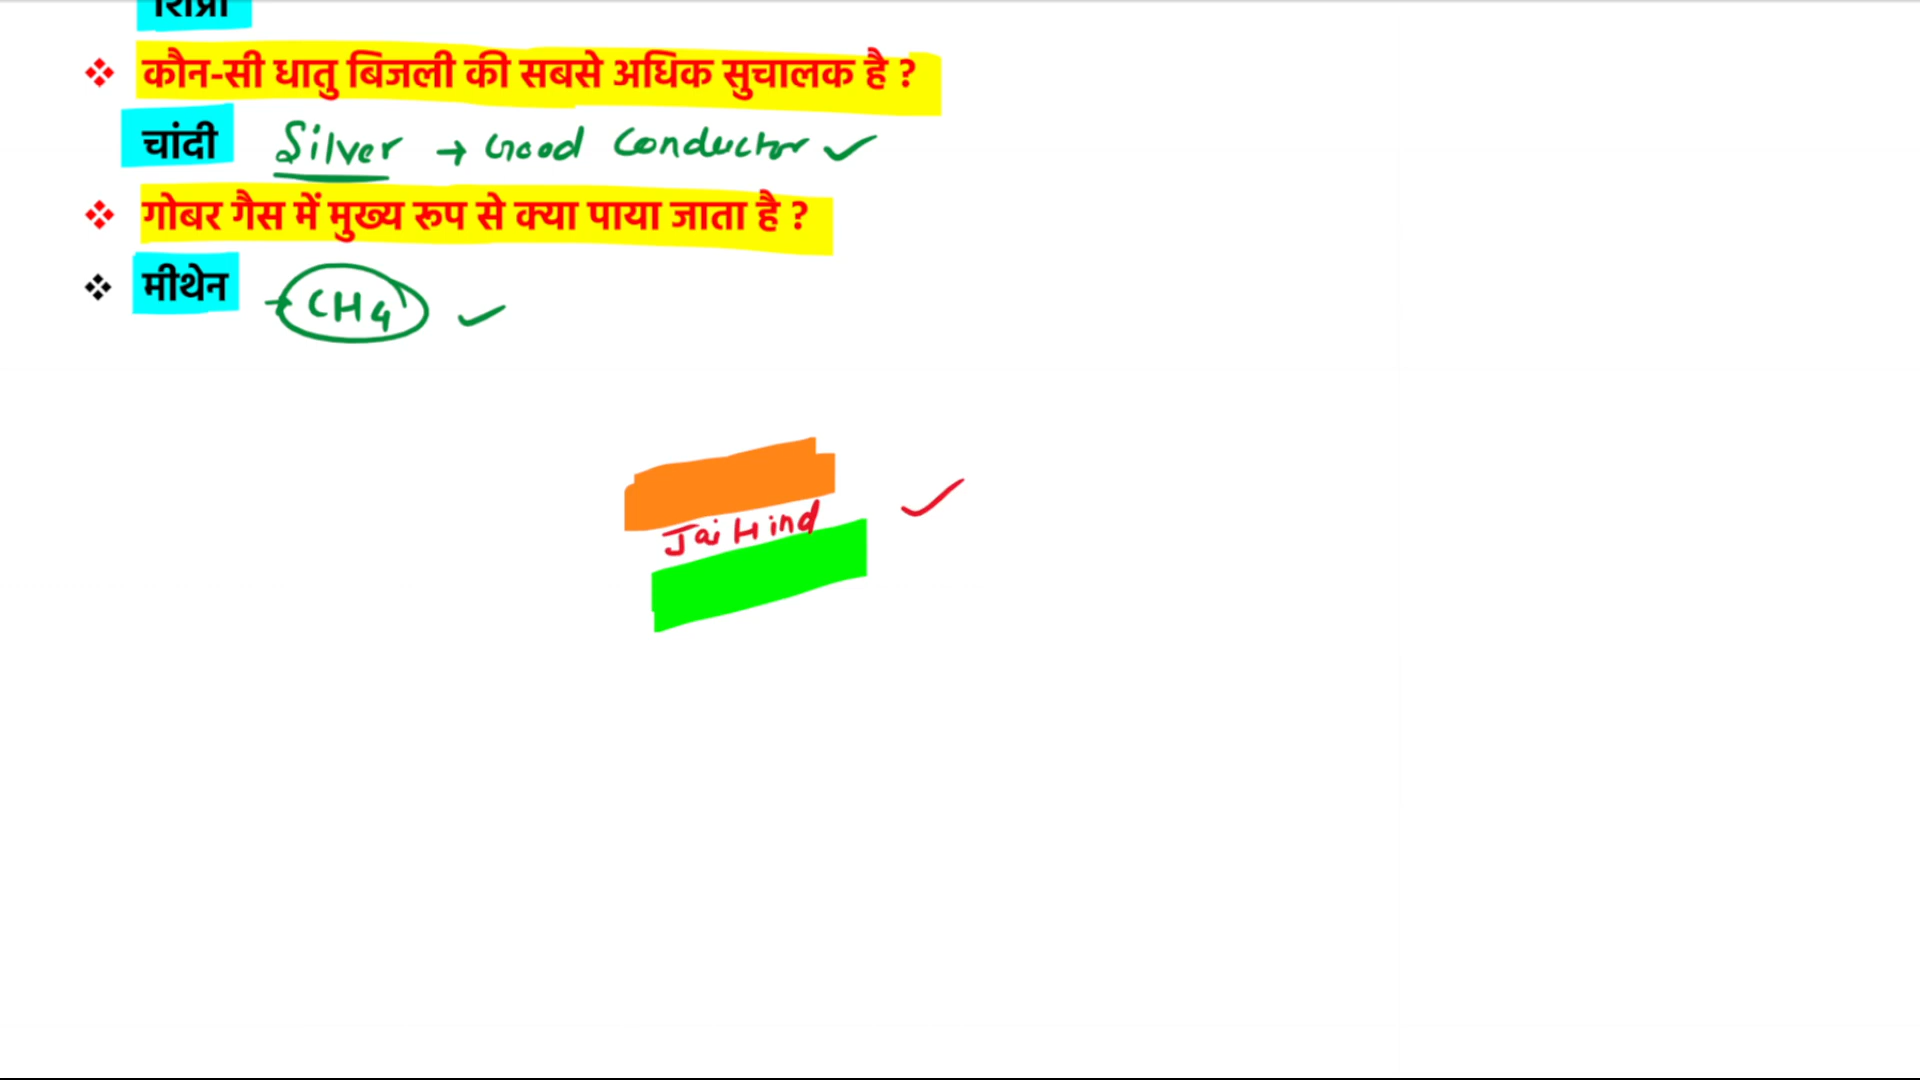 कौन-सी धातु बिजली की सबसे अधिक सुचालक है ?
चांदी Silver → Good Conductor ✓
गोबर गैस में मुख्य रूप से क्या पाया जाता है ?
मीथेन → CH4 ✓
Jai Hind ✓